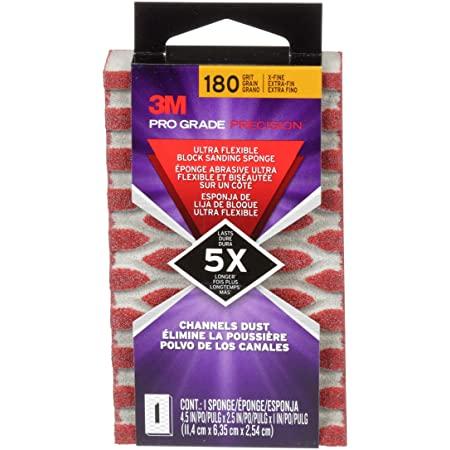 180 GRIT GRAIN GRANO X-FINE EXTRA-FIN EXTRA FINO
3M
PRO GRADE PRECISION
ULTRA FLEXIBLE
BLOCK SANDING SPONGE
ÉPONGE ABRASIVE ULTRA
FLEXIBLE ET BISEAUTÉE
SUR UN CÔTÉ
ESPONJA DE
LIJA DE BLOQUE
ULTRA FLEXIBLE
LASTS
DURE
DURA
5X
LONGER
FOIS PLUS
LONGTEMPS
MÁS
CHANNELS DUST
ÉLIMINE LA POUSSIÈRE
POLVO DE LOS CANALES
1
CONT.: 1 SPONGE/ÉPONGE/ESPONJA
4,5 IN/PO/PULG x 2.5 IN/PO/PULG x 1 IN/PO/PULG
(11,4 cm x 6,35 cm x 2,54 cm)